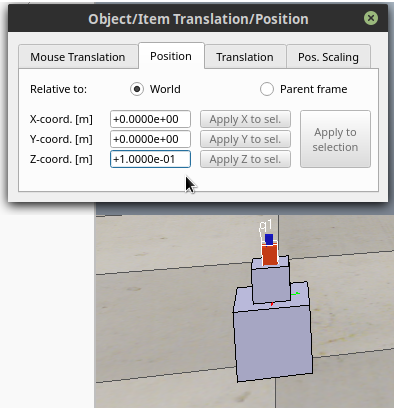 Object/Item Translation/Position
Mouse Translation Position Translation Pos. Scaling
Relative to: World Parent frame
X-coord. [m] +0.0000e+00 Apply X to sel.
Y-coord. [m] +0.0000e+00 Apply Y to sel.
Z-coord. [m] +1.0000e-01 Apply Z to sel.
Apply to
selection
q1